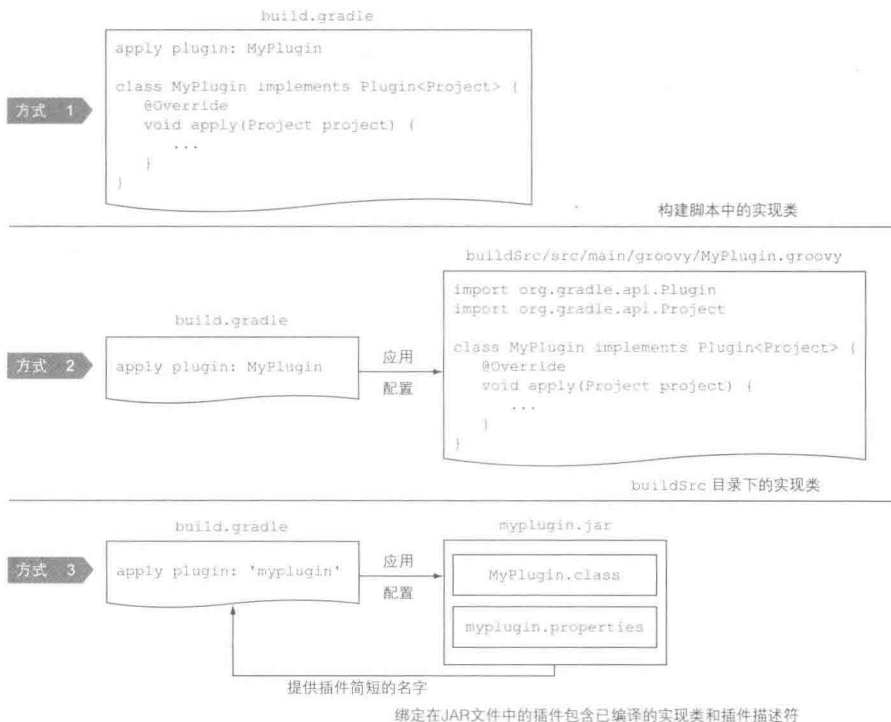 build.gradle
apply plugin: MyPlugin
class MyPlugin implements Plugin<Project> {
@Override
void apply(Project project) {
...
}
}
方式 1
构建脚本中的实现类
buildSrc/src/main/groovy/MyPlugin.groovy
import org.gradle.api.Plugin
import org.gradle.api.Project
class MyPlugin implements Plugin<Project> {
@Override
void apply(Project project) {
...
}
}
build.gradle
方式 2
apply plugin: MyPlugin
应用
配置
buildSrc 目录下的实现类
build.gradle
myplugin.jar
方式 3
apply plugin: 'myplugin'
应用
配置
MyPlugin.class
myplugin.properties
提供插件简短的名字
绑定在JAR文件中的插件包含已编译的实现类和插件描述符